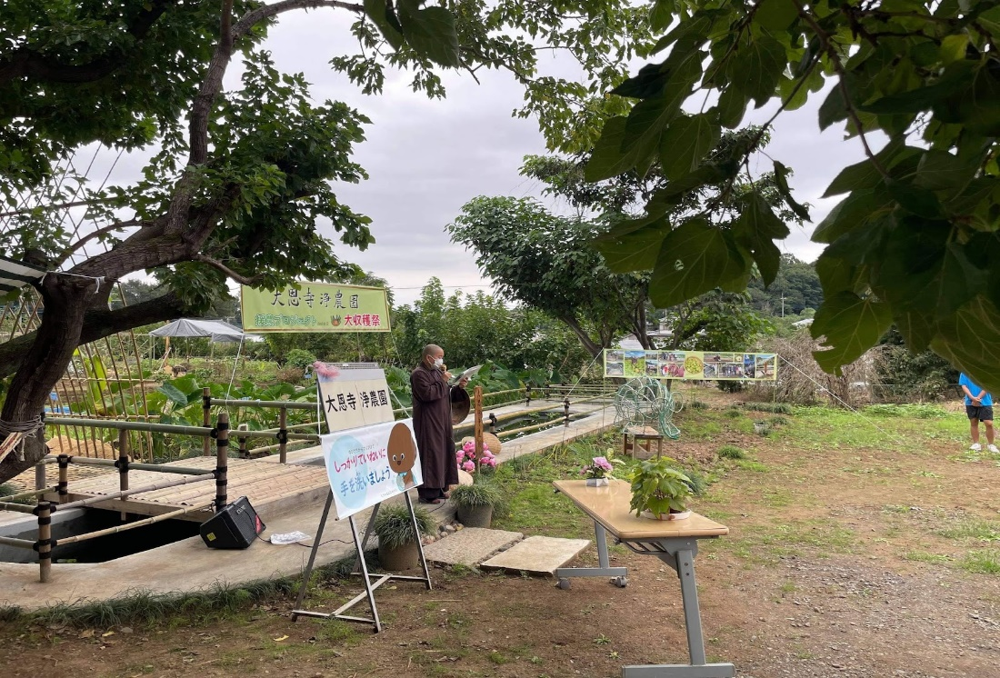 大恩寺 浄農園
大収穫祭
大恩寺 浄農園
しっかりていねいに
手を洗いましょう